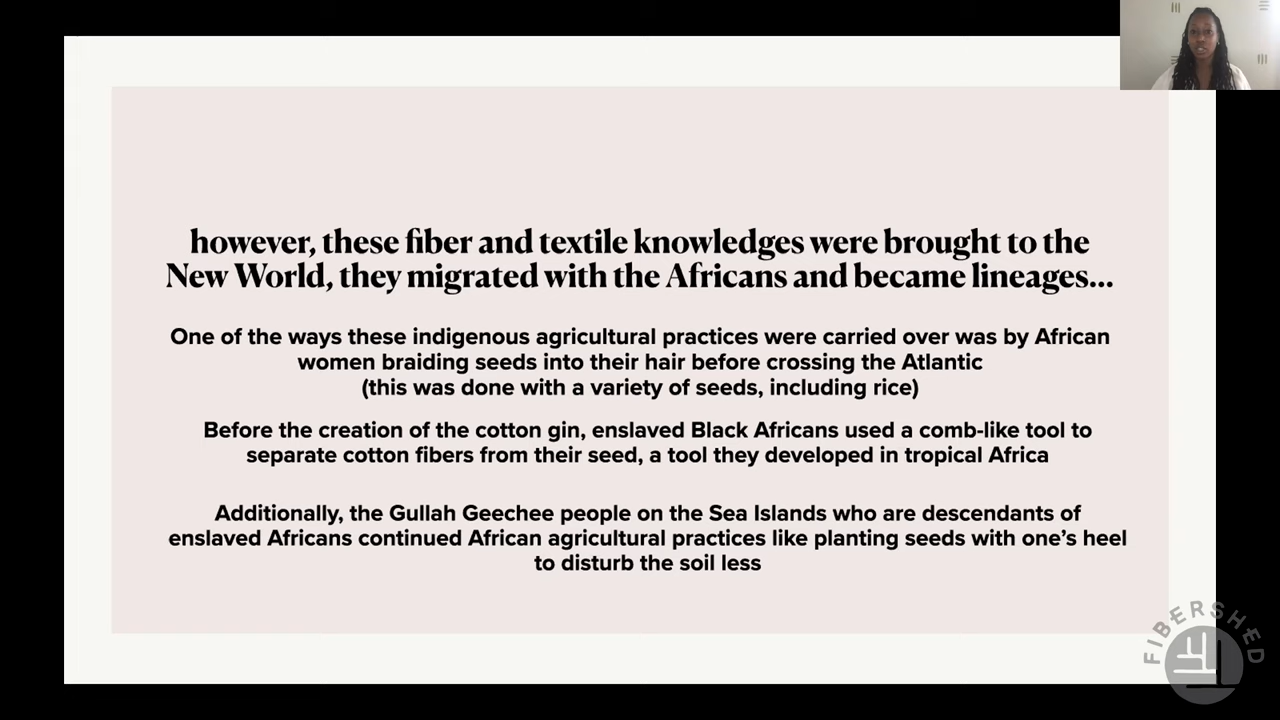 however, these fiber and textile knowledges were brought to the
New World, they migrated with the Africans and became lineages...
One of the ways these indigenous agricultural practices were carried over was by African
women braiding seeds into their hair before crossing the Atlantic
(this was done with a variety of seeds, including rice)
Before the creation of the cotton gin, enslaved Black Africans used a comb-like tool to
separate cotton fibers from their seed, a tool they developed in tropical Africa
Additionally, the Gullah Geechee people on the Sea Islands who are descendants of
enslaved Africans continued African agricultural practices like planting seeds with one’s heel
to disturb the soil less
FIBERSHED